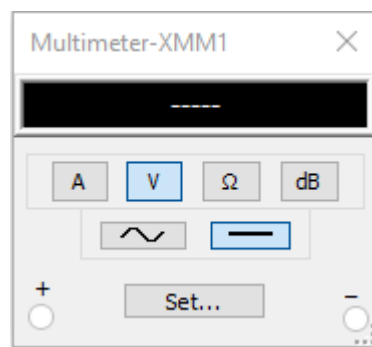 Multimeter-XMM1
-----
A V Ω dB
+ Set... -